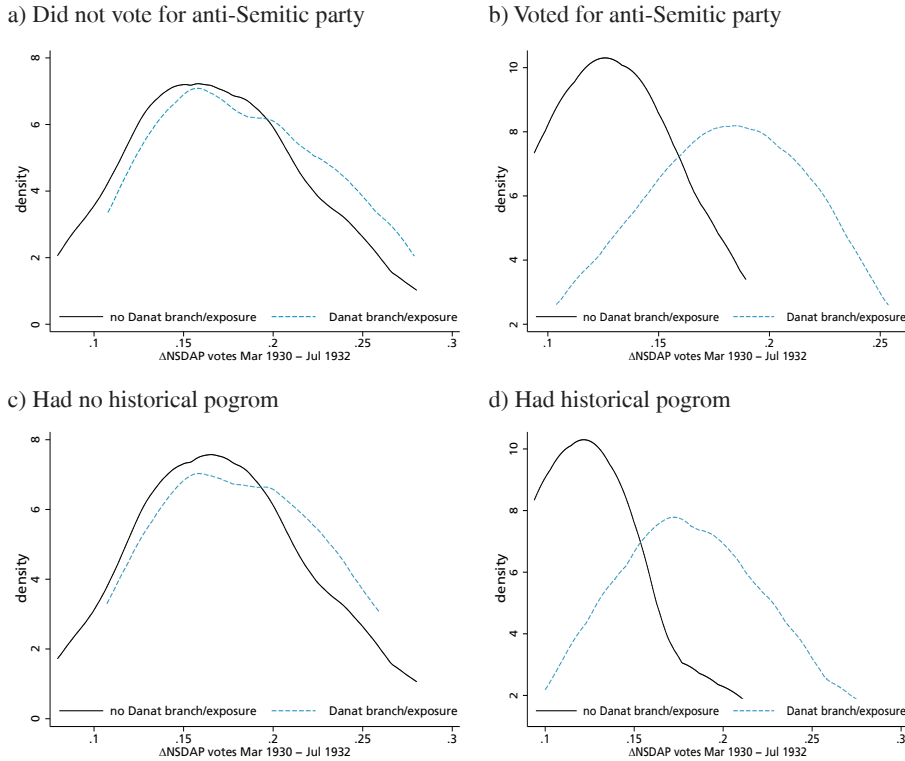 a) Did not vote for anti-Semitic party
8
6
4
2
0
density
no Danat branch/exposure
Danat branch/exposure
.1
.15
.2
.25
.3
ΔNSDAP votes Mar 1930 – Jul 1932
b) Voted for anti-Semitic party
10
8
6
4
2
density
no Danat branch/exposure
Danat branch/exposure
.1
.15
.2
.25
ΔNSDAP votes Mar 1930 – Jul 1932
c) Had no historical pogrom
8
6
4
2
0
density
no Danat branch/exposure
Danat branch/exposure
.1
.15
.2
.25
.3
ΔNSDAP votes Mar 1930 – Jul 1932
d) Had historical pogrom
10
8
6
4
2
density
no Danat branch/exposure
Danat branch/exposure
.1
.15
.2
.25
.3
ΔNSDAP votes Mar 1930 – Jul 1932